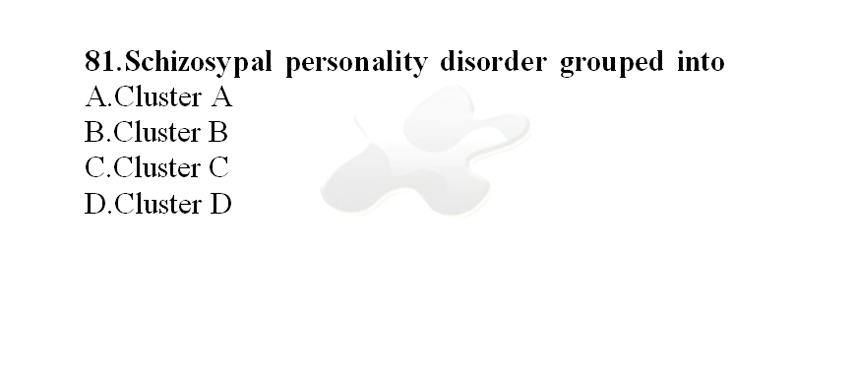 81.Schizosypal personality disorder grouped into
A.Cluster A
B.Cluster B
C.Cluster C
D.Cluster D